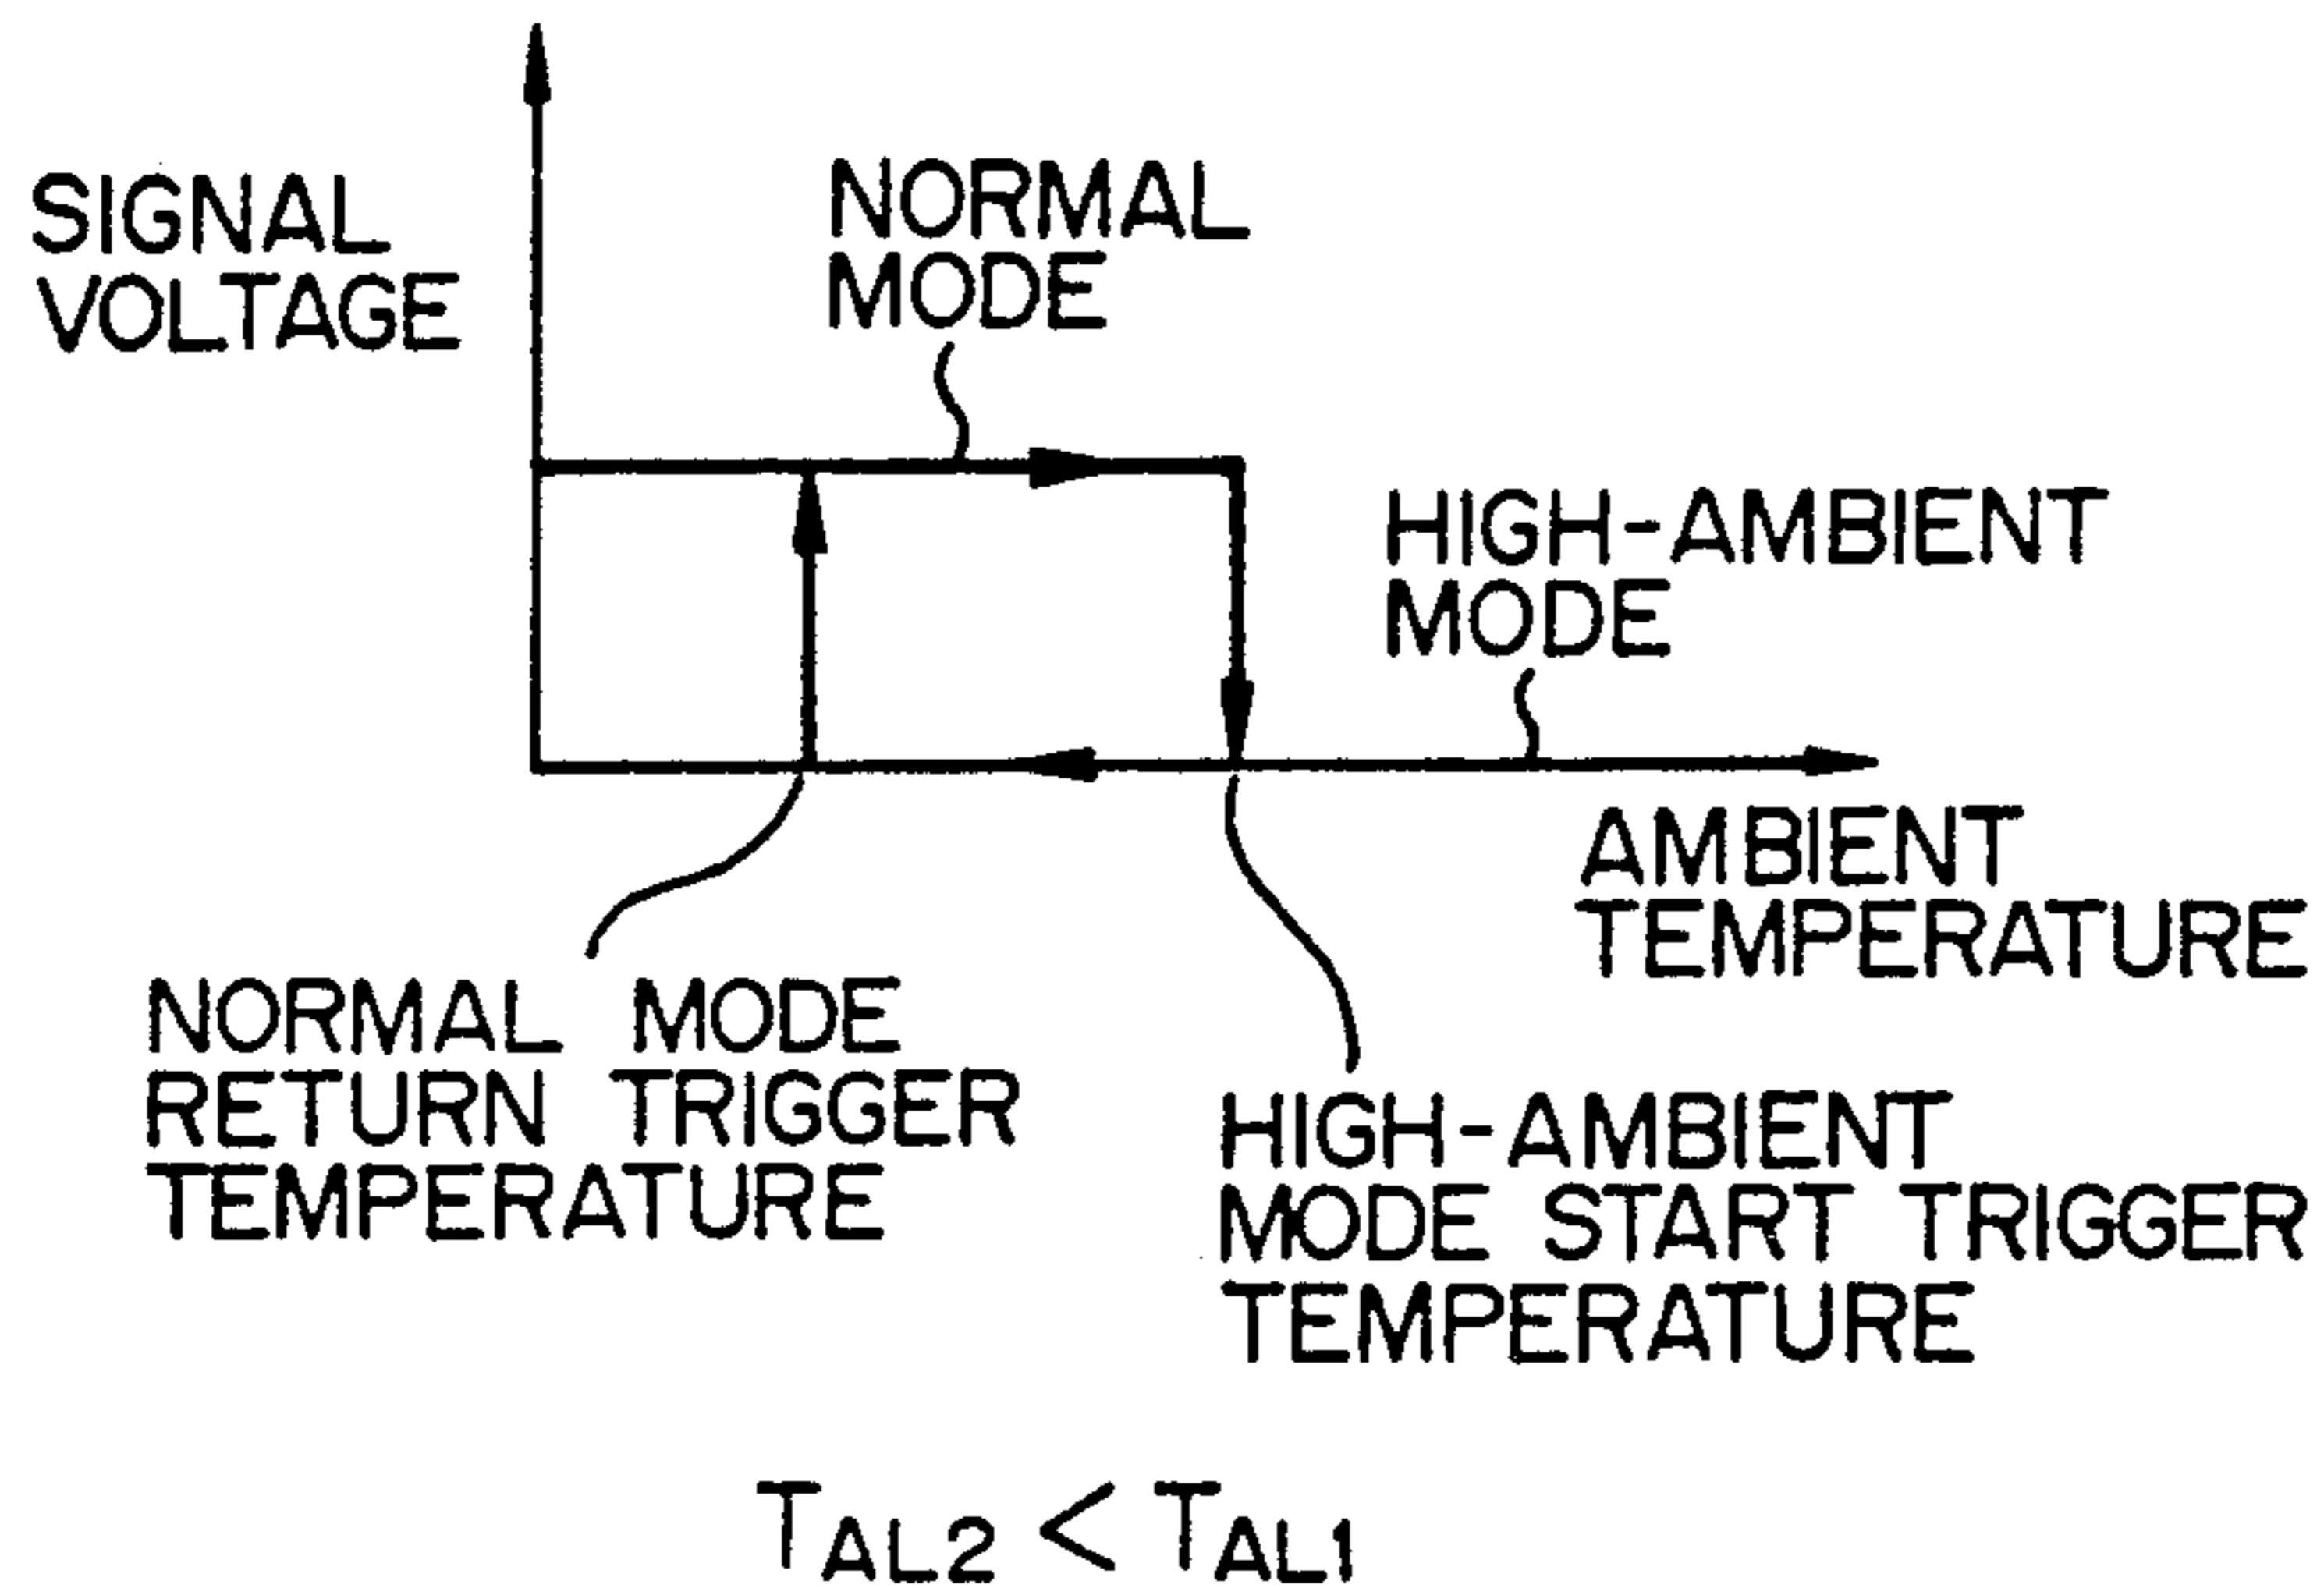 SIGNAL
VOLTAGE
NORMAL
MODE
HIGH-AMBIENT
MODE
AMBIENT
TEMPERATURE
NORMAL MODE
RETURN TRIGGER
TEMPERATURE
HIGH-AMBIENT
MODE START TRIGGER
TEMPERATURE
TAL2 < TAL1